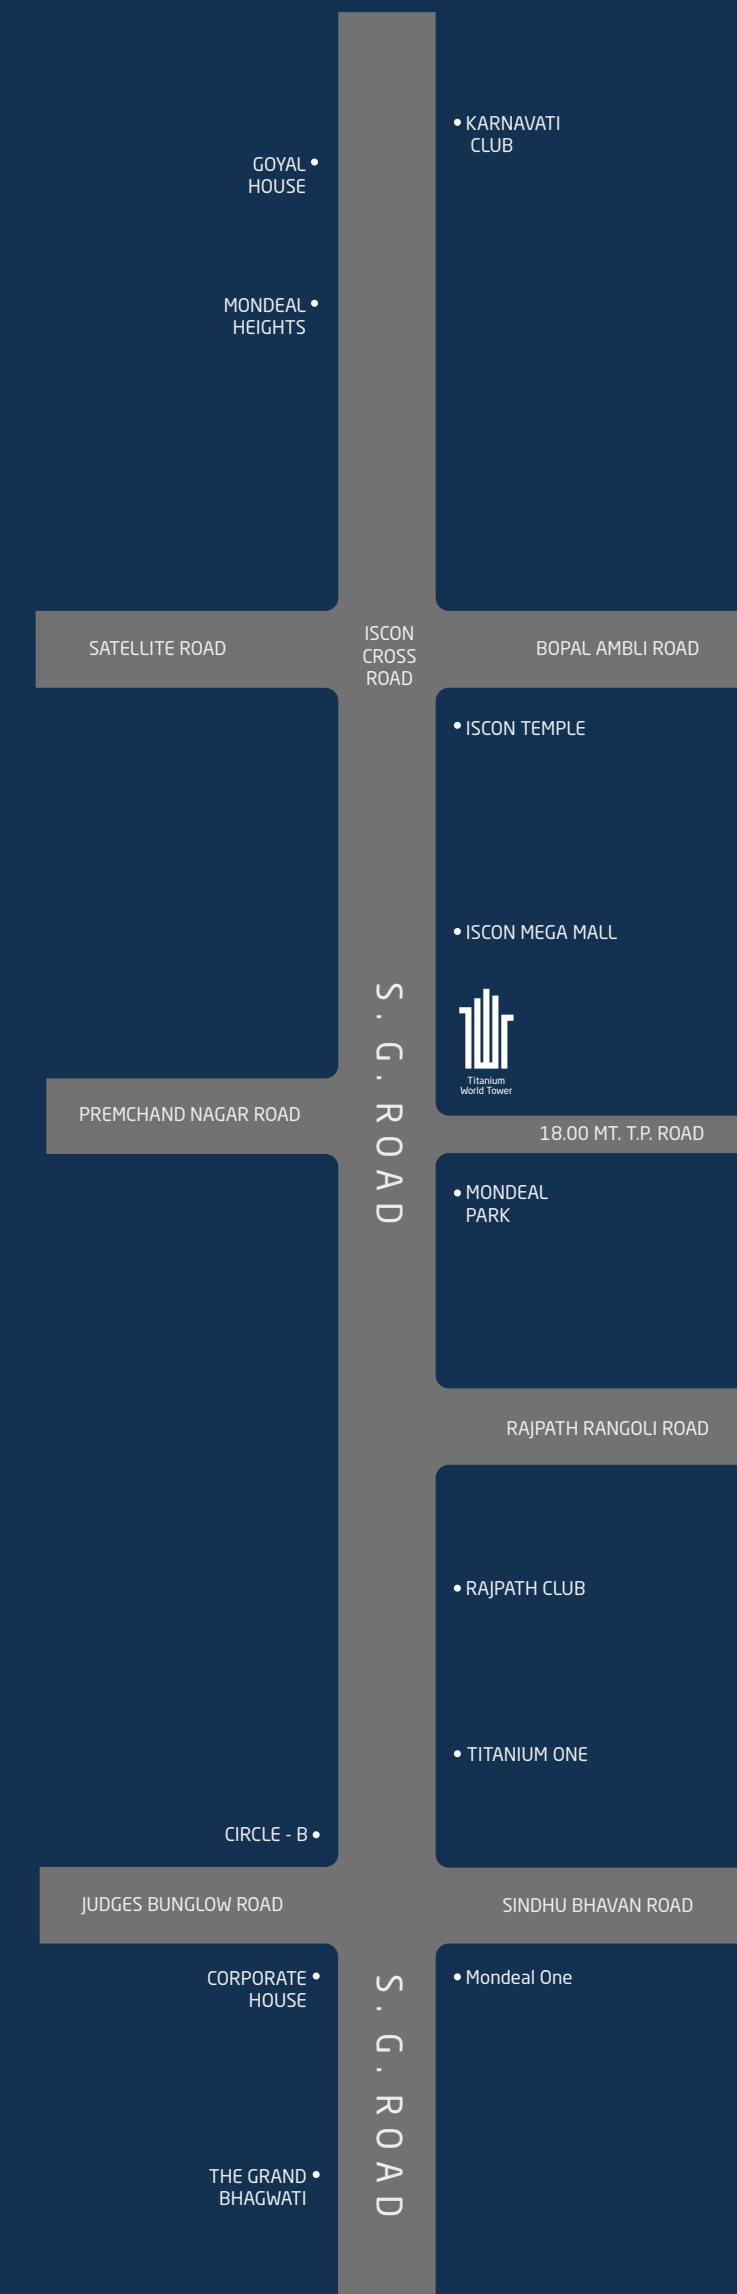 KARNAVATI
CLUB
GOYAL
HOUSE
MONDEAL
HEIGHTS
SATELLITE ROAD
ISCON
CROSS
ROAD
BOPAL AMBLI ROAD
ISCON TEMPLE
ISCON MEGA MALL
S. G. ROAD
Titanium
World Tower
PREMCHAND NAGAR ROAD
18.00 MT. T.P. ROAD
MONDEAL
PARK
RAJPATH RANGOLI ROAD
RAJPATH CLUB
TITANIUM ONE
CIRCLE - B
JUDGES BUNGLOW ROAD
SINDHU BHAVAN ROAD
CORPORATE
HOUSE
Mondeal One
S. G. ROAD
THE GRAND
BHAGWATI